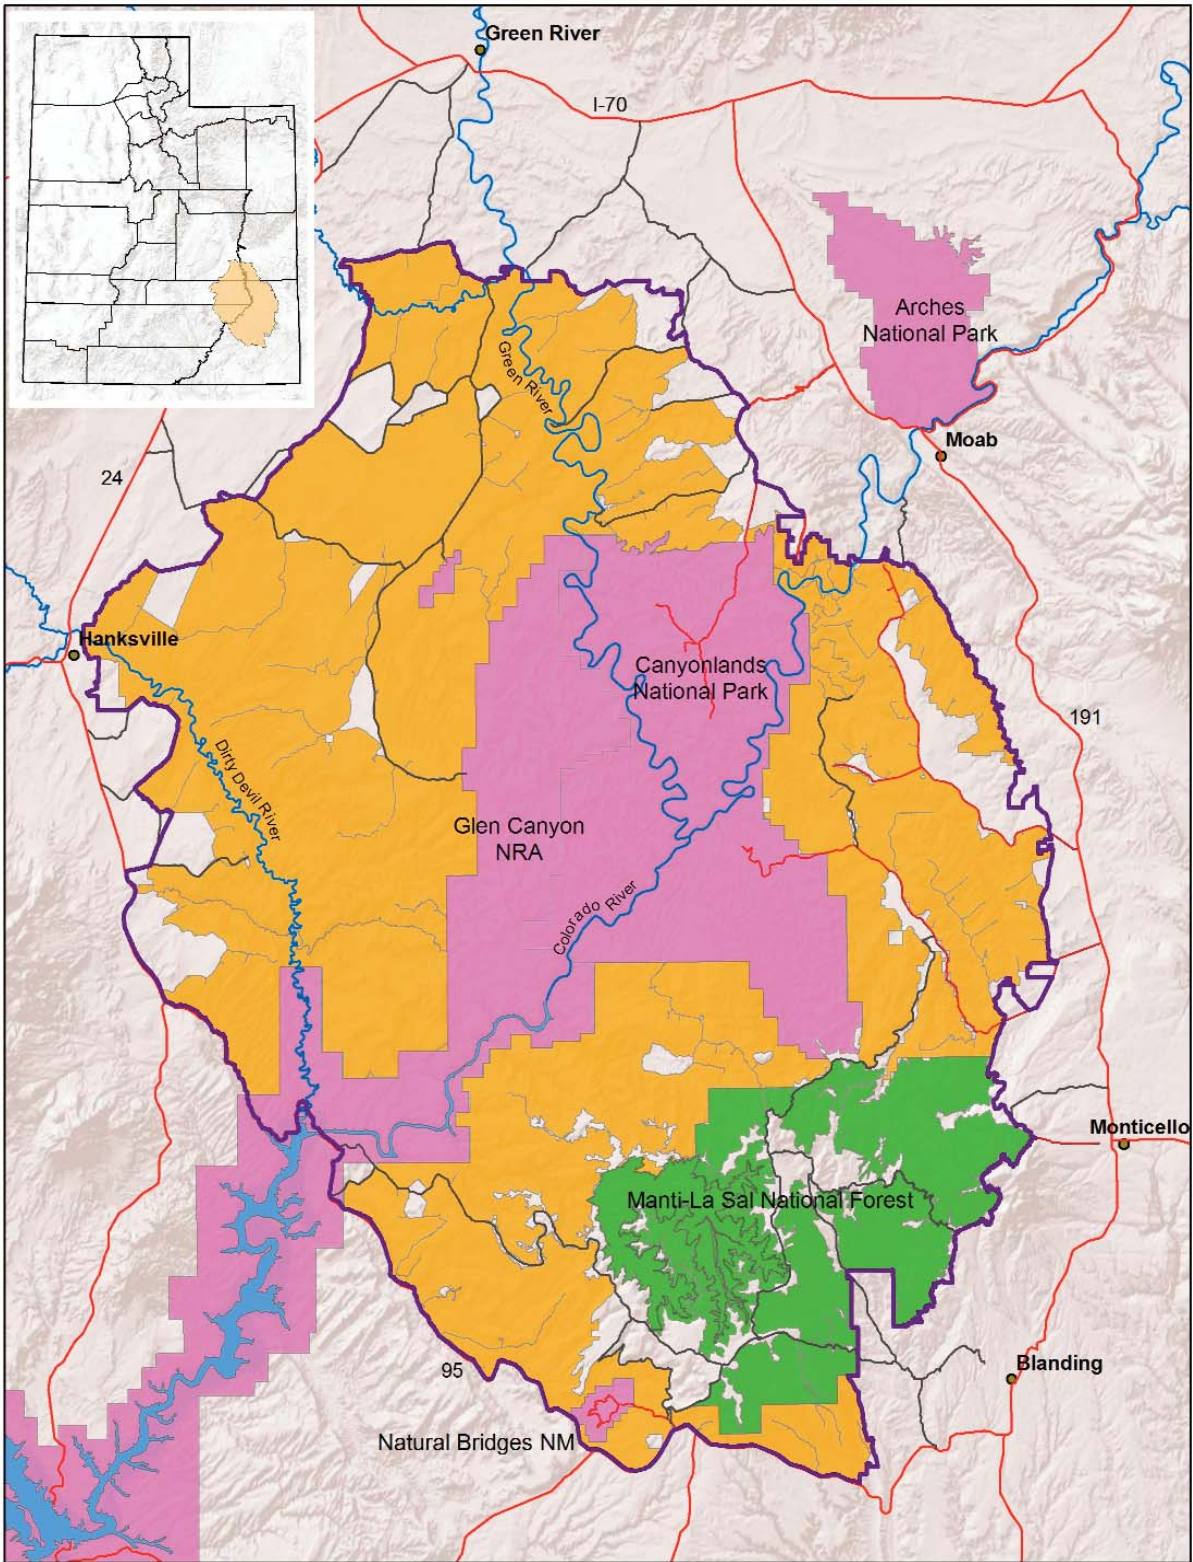 Green River
I-70
Arches
National Park
Green River
Moab
24
Hanksville
Canyonlands
National Park
191
Dirty Devil River
Glen Canyon
NRA
Colorado River
Monticello
Manti-La Sal National Forest
Blanding
95
Natural Bridges NM